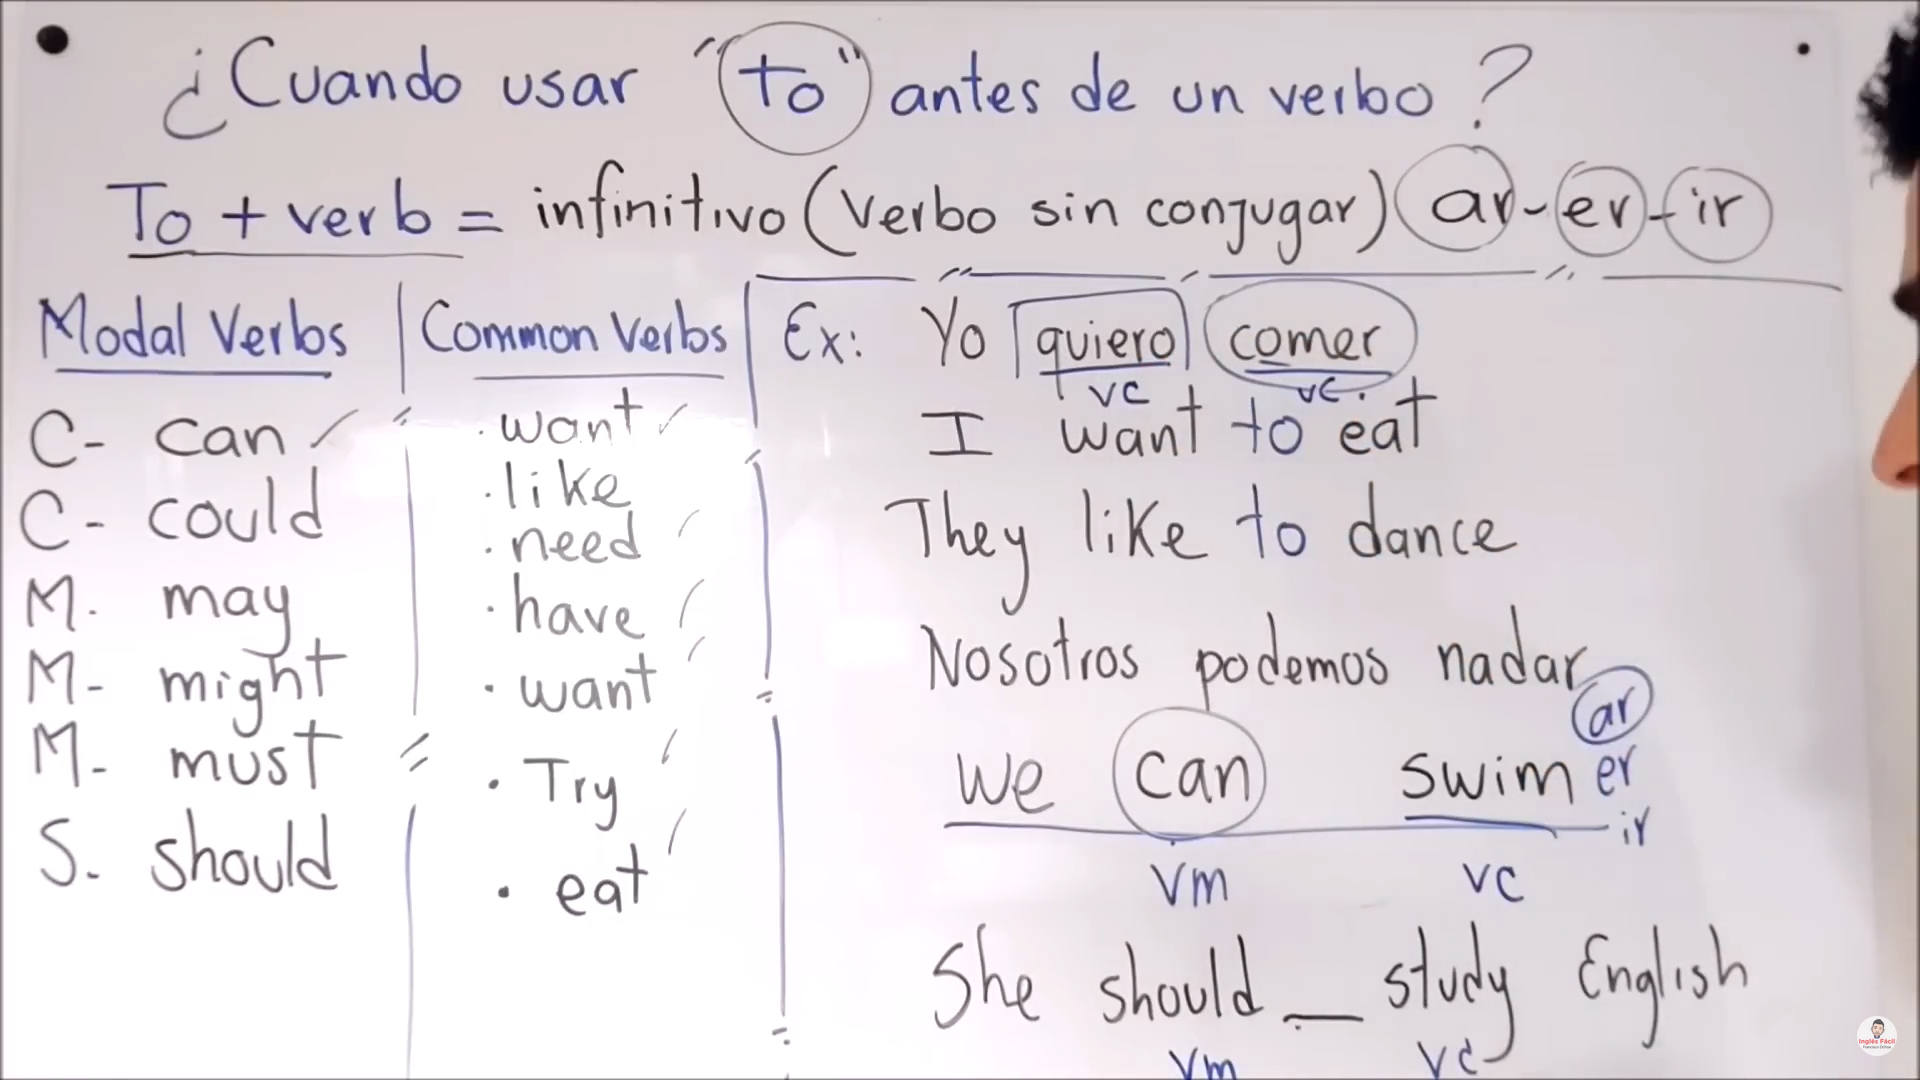 ¿Cuando usar "to" antes de un verbo?
To + verb = infinitivo (Verbo sin conjugar) ar-er-ir
Modal Verbs
C- can
C- could
M. may
M- might
M- must
S. should
Common Verbs
· want
· like
· need
· have
· want
· Try
· eat
Ex: Yo quiero comer
vc vc.
I want to eat
They like to dance
Nosotros podemos nadar
ar
er
ir
We can swim
vm vc
She should _ study English
vm vc
Inglés Fácil